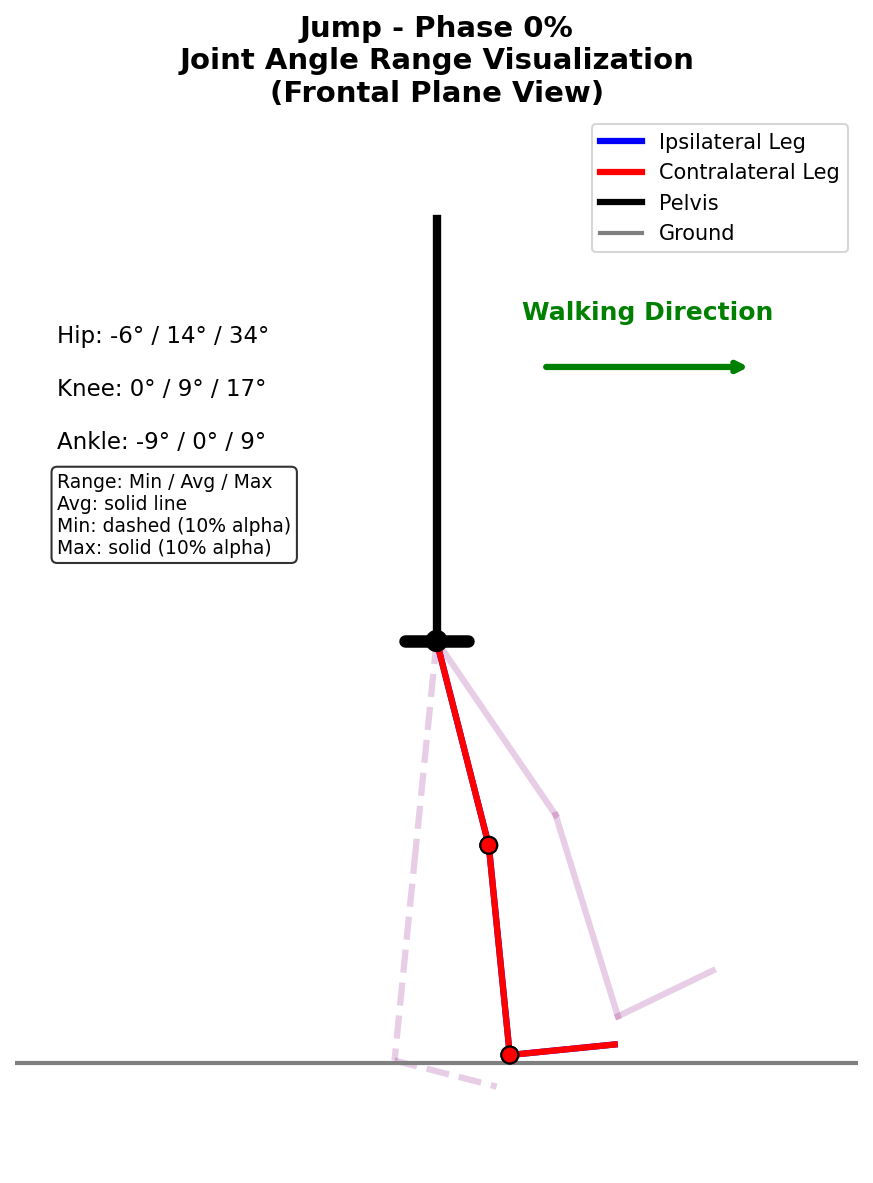 Jump - Phase 0%
Joint Angle Range Visualization
(Frontal Plane View)
Ipsilateral Leg
Contralateral Leg
Pelvis
Ground
Walking Direction
Hip: -6° / 14° / 34°
Knee: 0° / 9° / 17°
Ankle: -9° / 0° / 9°
Range: Min / Avg / Max
Avg: solid line
Min: dashed (10% alpha)
Max: solid (10% alpha)